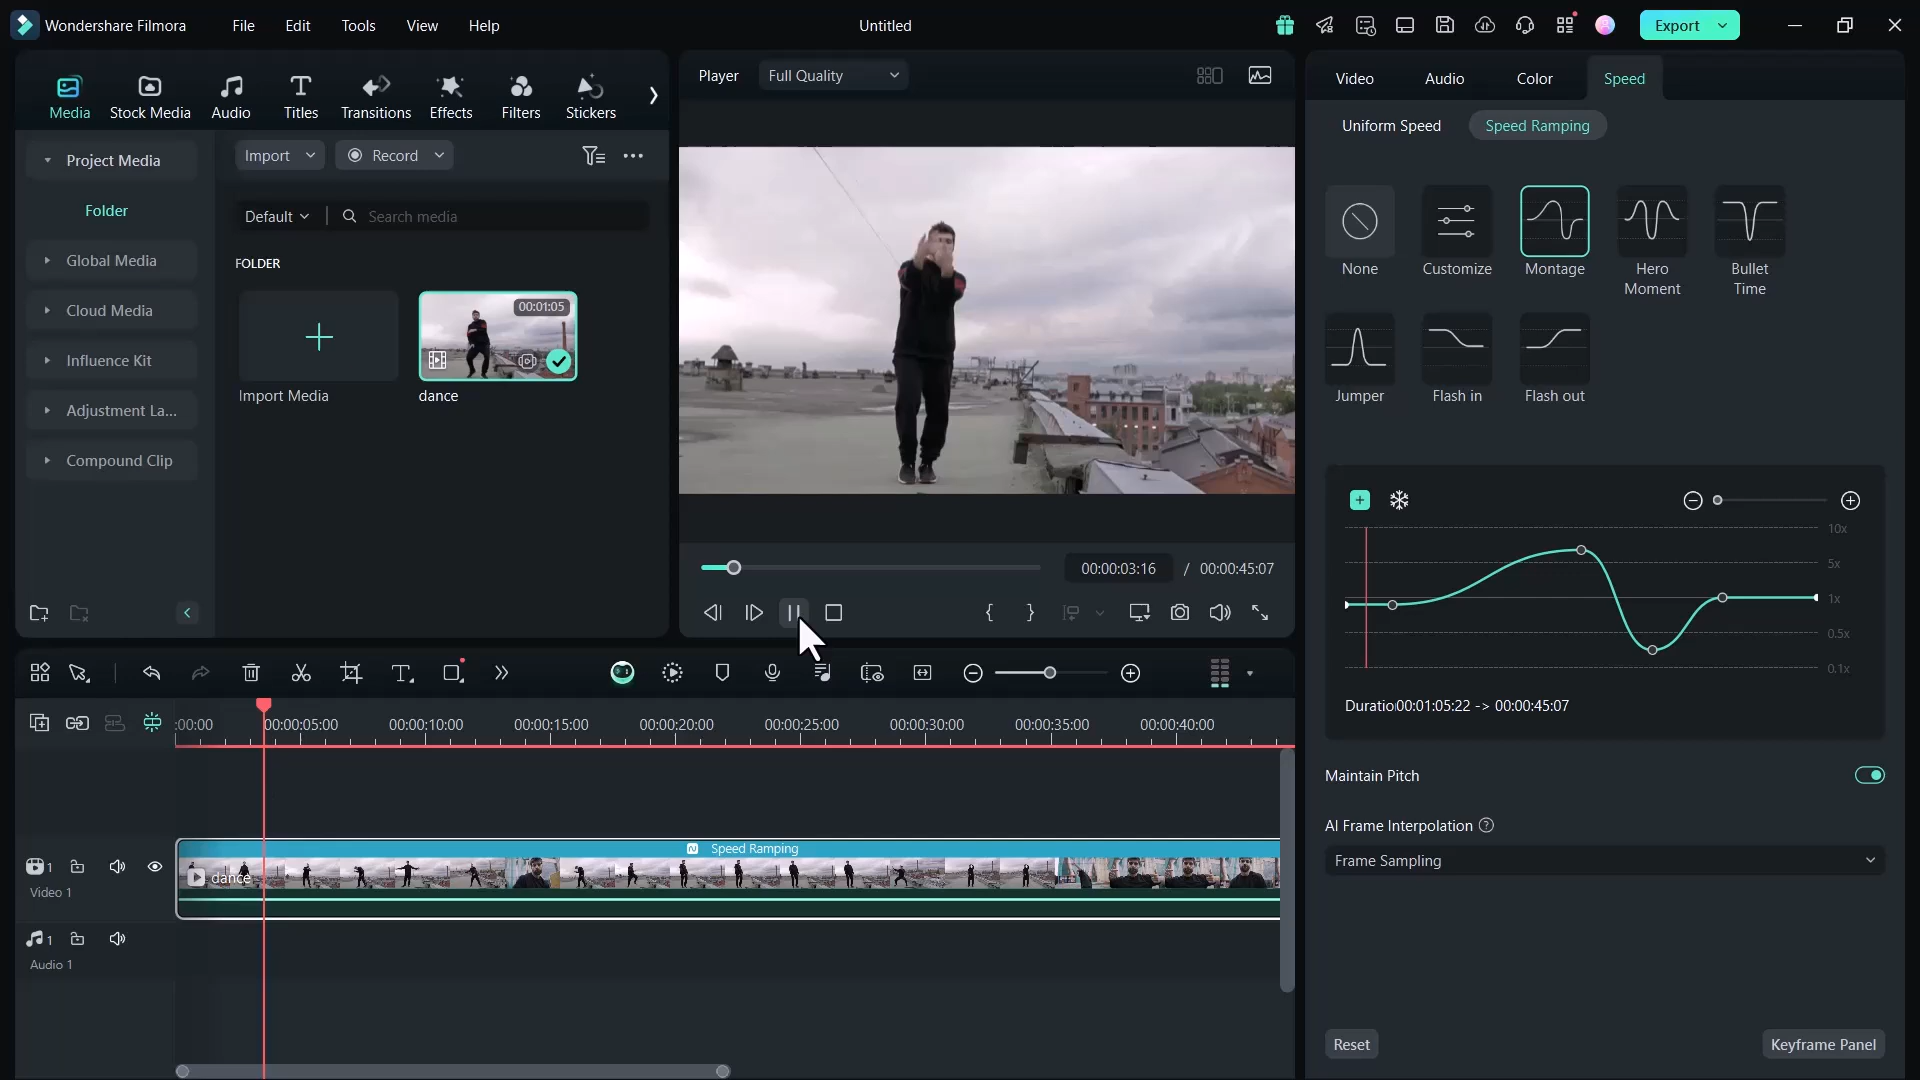 Wondershare Filmora File Edit Tools View Help Untitled Export
Media Stock Media Audio Titles Transitions Effects Filters Stickers
Project Media
Folder
Global Media
Cloud Media
Influence Kit
Adjustment La...
Compound Clip
Import Record
Default Search media
FOLDER
00:01:05
Import Media dance
Player Full Quality
00:00:03:16 / 00:00:45:07
Video Audio Color Speed
Uniform Speed Speed Ramping
None Customize Montage Hero Moment Bullet Time
Jumper Flash in Flash out
10x
5x
1x
0.5x
0.1x
Duratio00:01:05:22 -> 00:00:45:07
Maintain Pitch
AI Frame Interpolation
Frame Sampling
Reset Keyframe Panel
:00:00 00:00:05:00 00:00:10:00 00:00:15:00 00:00:20:00 00:00:25:00 00:00:30:00 00:00:35:00 00:00:40:00
Speed Ramping
dance
1
Video 1
1
Audio 1